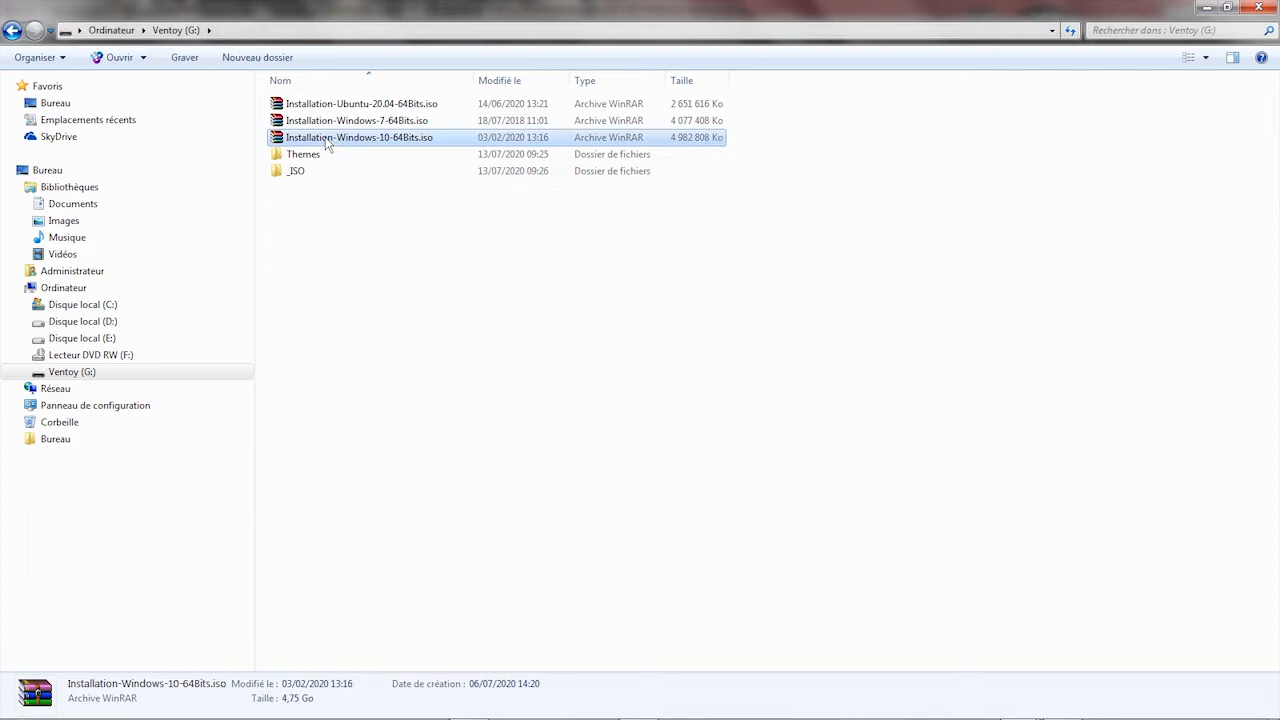 Ordinateur Ventoy (G:) Rechercher dans : Ventoy (G:)
Organiser Ouvrir Graver Nouveau dossier
Nom Modifié le Type Taille
Favoris
Bureau
Emplacements récents
SkyDrive
Bureau
Bibliothèques
Documents
Images
Musique
Vidéos
Administrateur
Ordinateur
Disque local (C:)
Disque local (D:)
Disque local (E:)
Lecteur DVD RW (F:)
Ventoy (G:)
Réseau
Panneau de configuration
Corbeille
Bureau
Installation-Ubuntu-20.04-64Bits.iso 14/06/2020 13:21 Archive WinRAR 2 651 616 Ko
Installation-Windows-7-64Bits.iso 18/07/2018 11:01 Archive WinRAR 4 077 408 Ko
Installation-Windows-10-64Bits.iso 03/02/2020 13:16 Archive WinRAR 4 982 808 Ko
Themes 13/07/2020 09:25 Dossier de fichiers
_ISO 13/07/2020 09:26 Dossier de fichiers
Installation-Windows-10-64Bits.iso Modifié le : 03/02/2020 13:16 Date de création : 06/07/2020 14:20
Archive WinRAR Taille : 4,75 Go